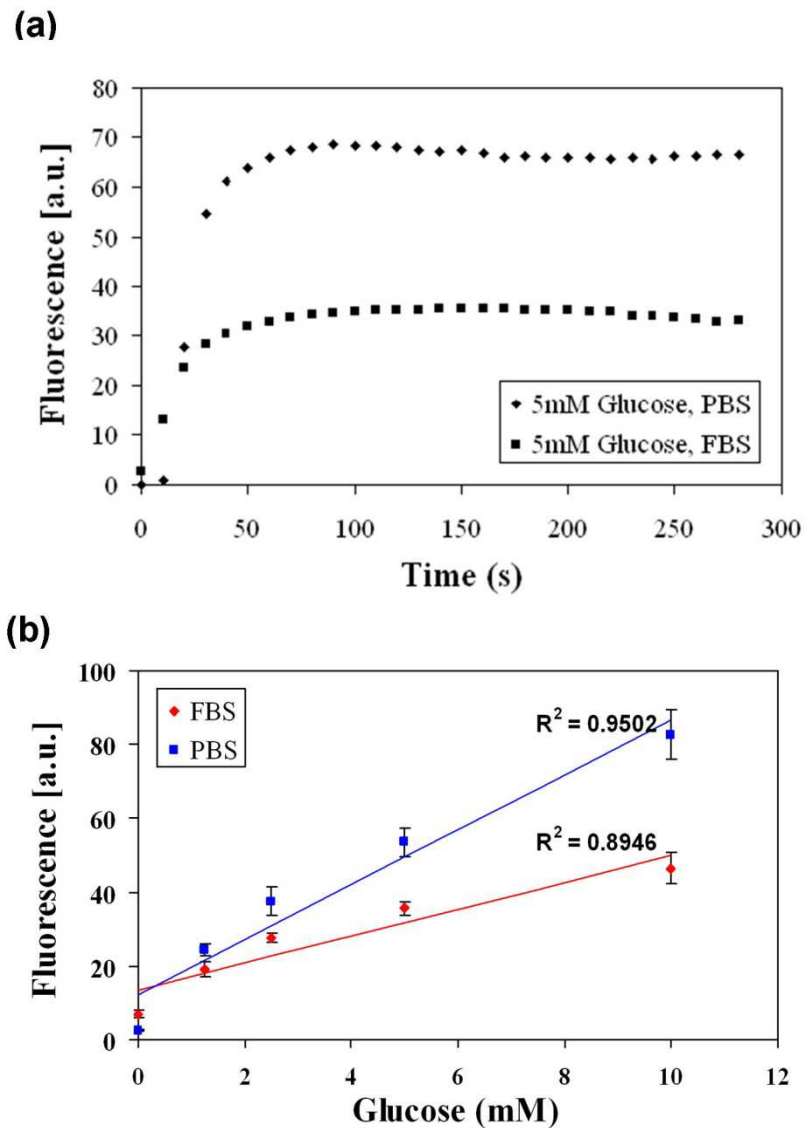 (a)
Fluorescence [a.u.]
80
70
60
50
40
30
20
10
0
5mM Glucose, PBS
5mM Glucose, FBS
0 50 100 150 200 250 300
Time (s)
(b)
Fluorescence [a.u.]
100
80
60
40
20
0
FBS
PBS
R² = 0.9502
R² = 0.8946
0 2 4 6 8 10 12
Glucose (mM)